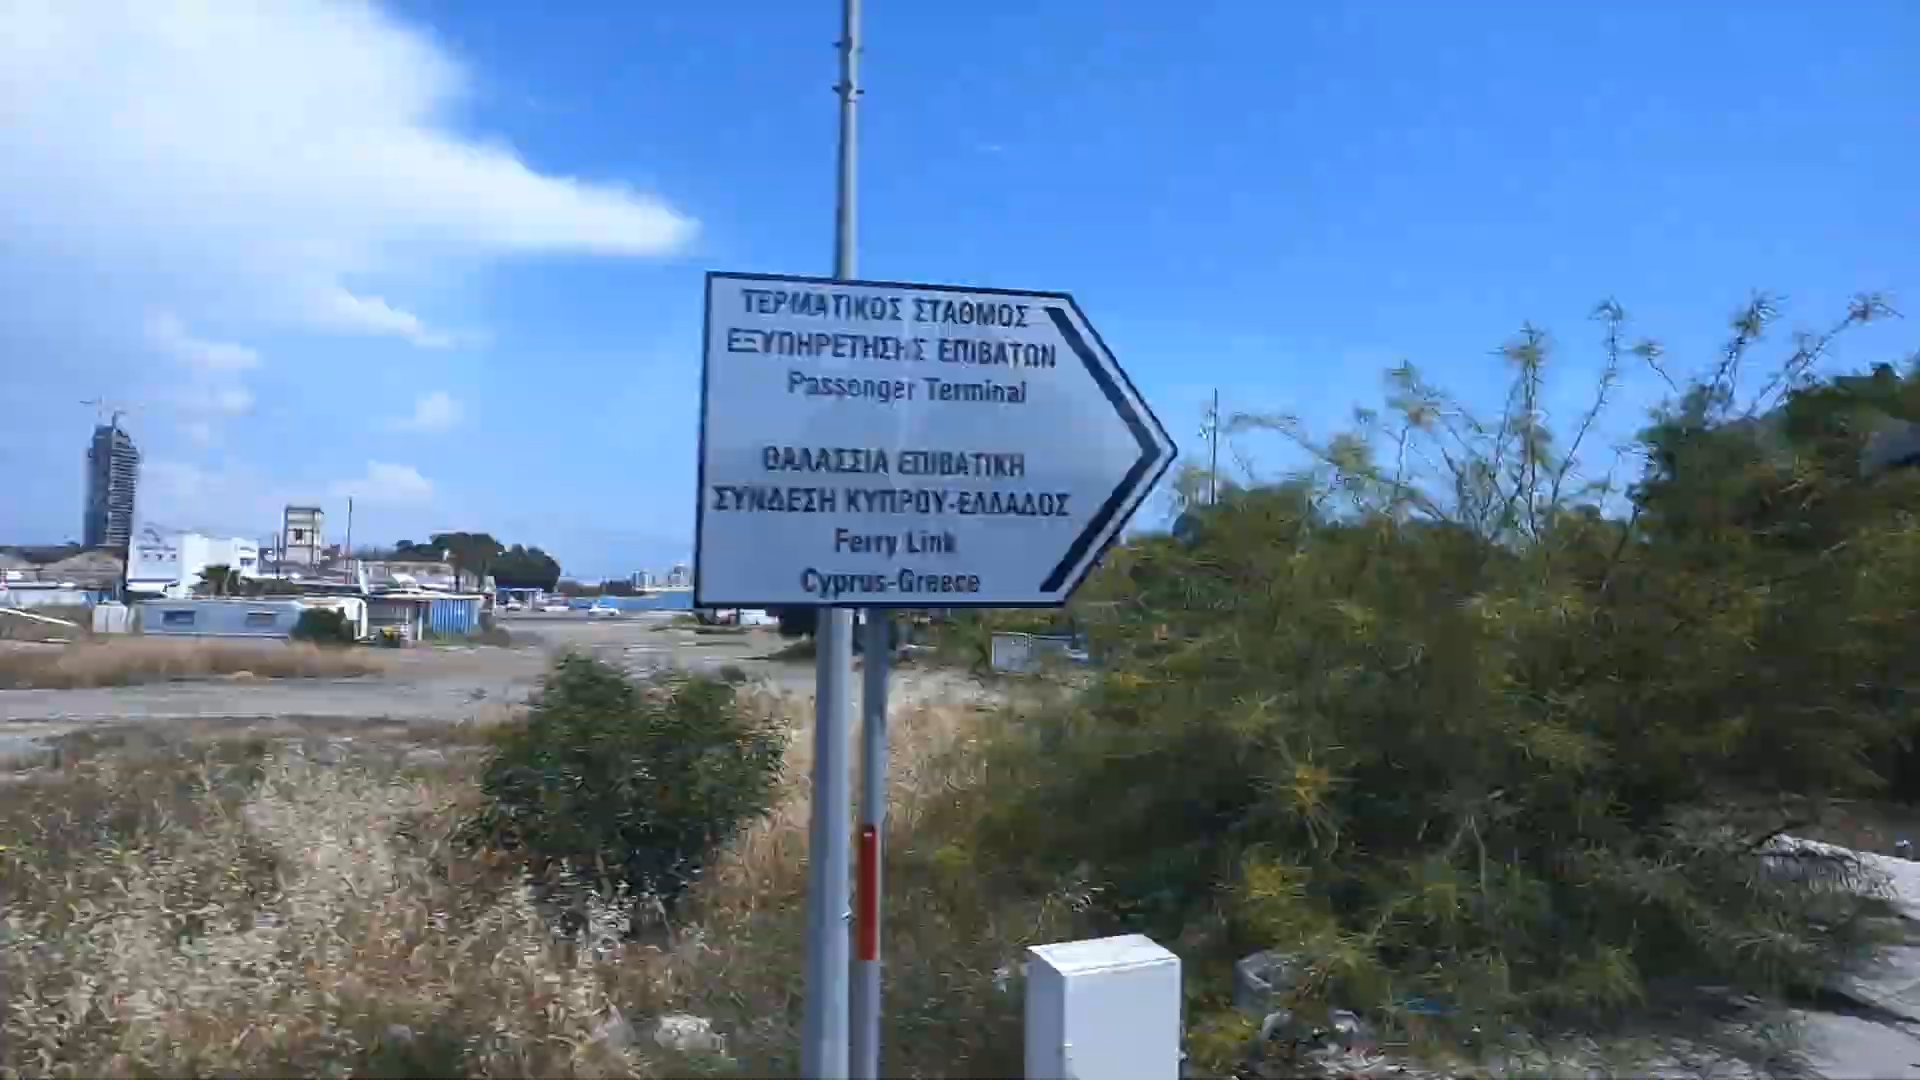 ΤΕΡΜΑΤΙΚΟΣ ΣΤΑΘΜΟΣ
ΕΞΥΠΗΡΕΤΗΣΗΣ ΕΠΙΒΑΤΩΝ
Passenger Terminal
ΘΑΛΑΣΣΙΑ ΕΠΙΒΑΤΙΚΗ
ΣΥΝΔΕΣΗ ΚΥΠΡΟΥ-ΕΛΛΑΔΟΣ
Ferry Link
Cyprus-Greece